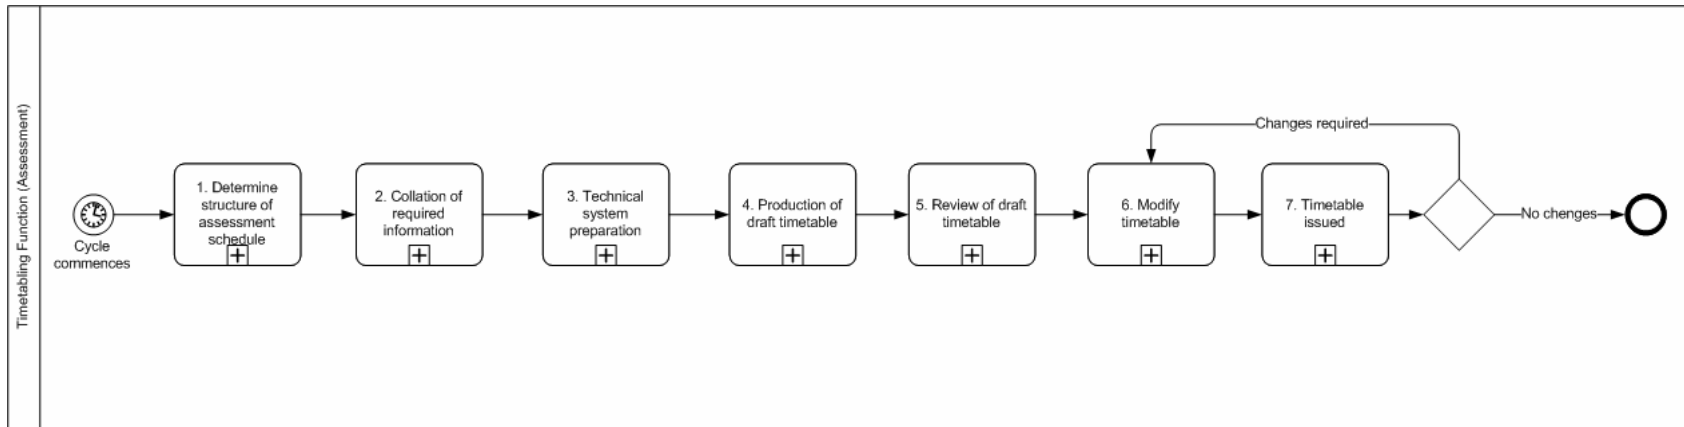 Timetabling Function (Assessment)
Cycle
commences
1. Determine
structure of
assessment
schedule
2. Collation of
required
information
3. Technical
system
preparation
4. Production of
draft timetable
5. Review of draft
timetable
6. Modify
timetable
7. Timetable
issued
Changes required
No changes